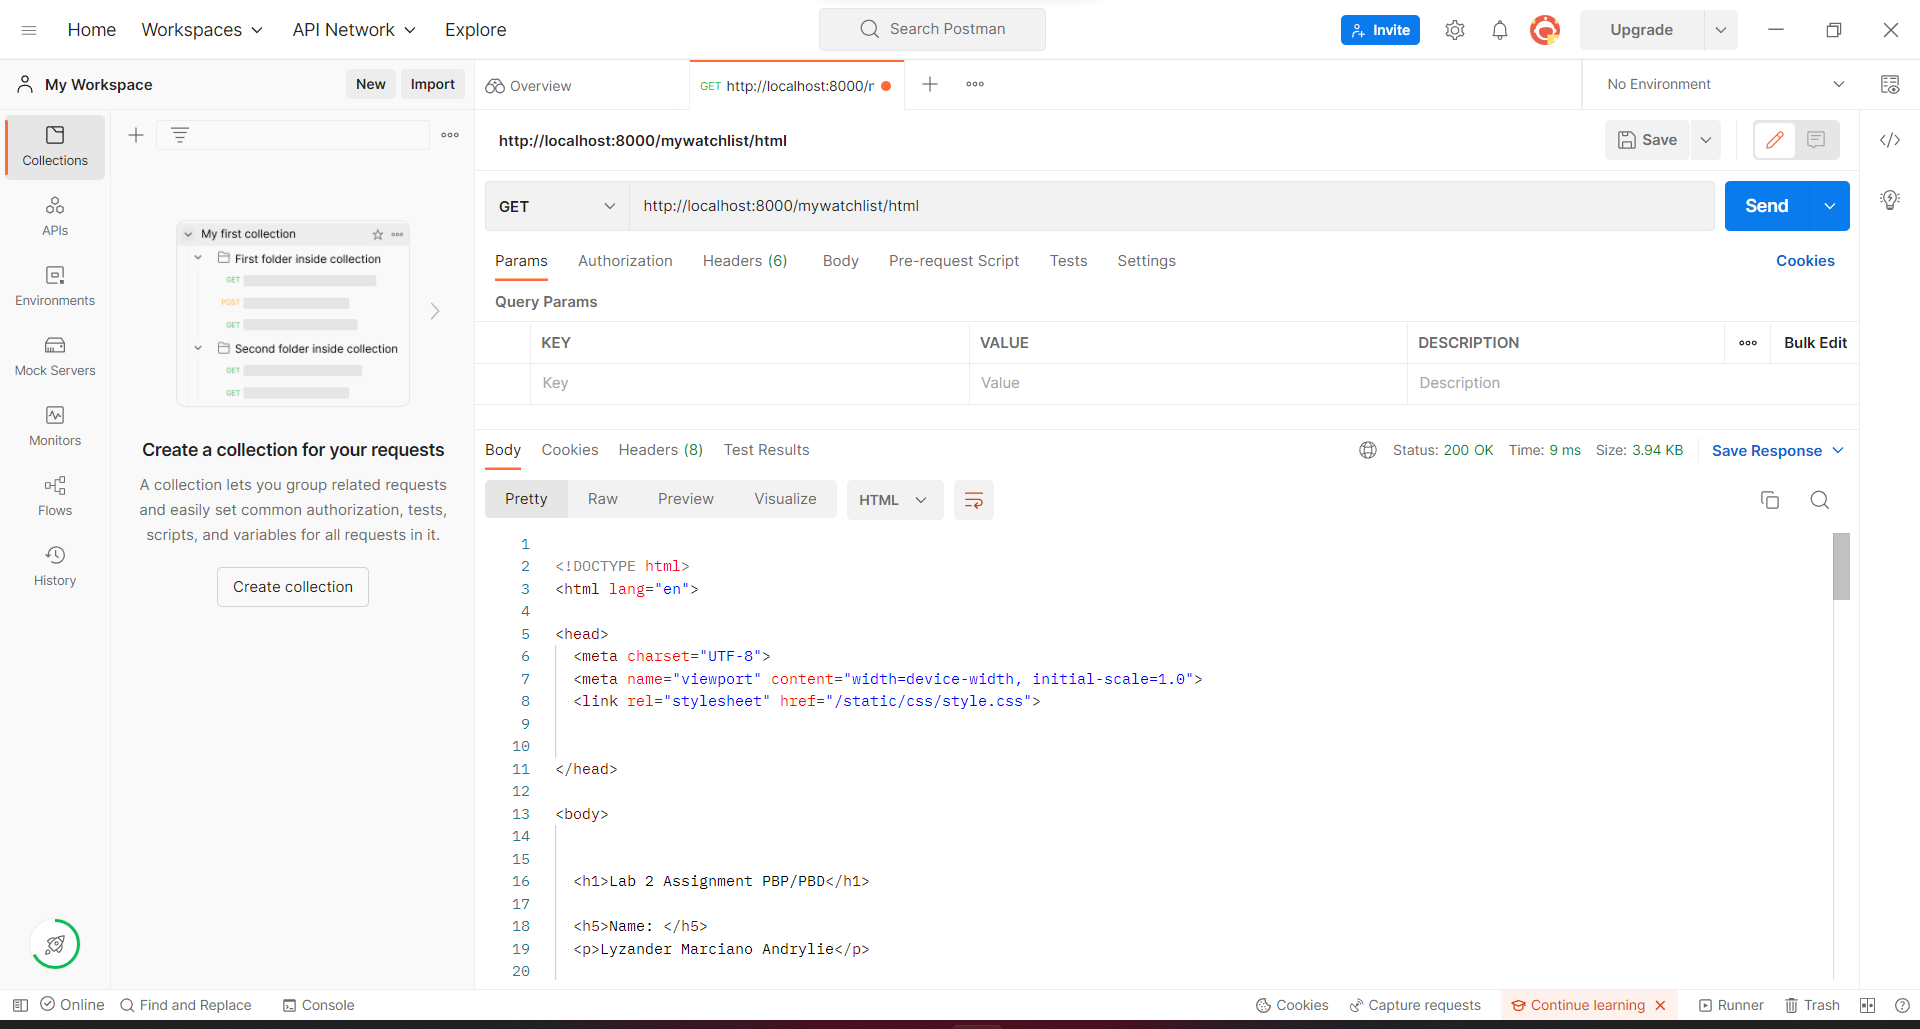 Home Workspaces API Network Explore Search Postman Invite Upgrade
My Workspace New Import Overview GET http://localhost:8000/r No Environment
http://localhost:8000/mywatchlist/html Save
Collections
APIs
Environments
Mock Servers
Monitors
Flows
History
My first collection
First folder inside collection
GET
POST
GET
Second folder inside collection
GET
GET
Create a collection for your requests
A collection lets you group related requests
and easily set common authorization, tests,
scripts, and variables for all requests in it.
Create collection
GET http://localhost:8000/mywatchlist/html Send
Params Authorization Headers (6) Body Pre-request Script Tests Settings Cookies
Query Params
KEY VALUE DESCRIPTION Bulk Edit
Key Value Description
Body Cookies Headers (8) Test Results Status: 200 OK Time: 9 ms Size: 3.94 KB Save Response
Pretty Raw Preview Visualize HTML
1
2 <!DOCTYPE html>
3 <html lang="en">
4
5 <head>
6 <meta charset="UTF-8">
7 <meta name="viewport" content="width=device-width, initial-scale=1.0">
8 <link rel="stylesheet" href="/static/css/style.css">
9
10
11 </head>
12
13 <body>
14
15
16 <h1>Lab 2 Assignment PBP/PBD</h1>
17
18 <h5>Name: </h5>
19 <p>Lyzander Marciano Andrylie</p>
20
Online Find and Replace Console Cookies Capture requests Continue learning Runner Trash